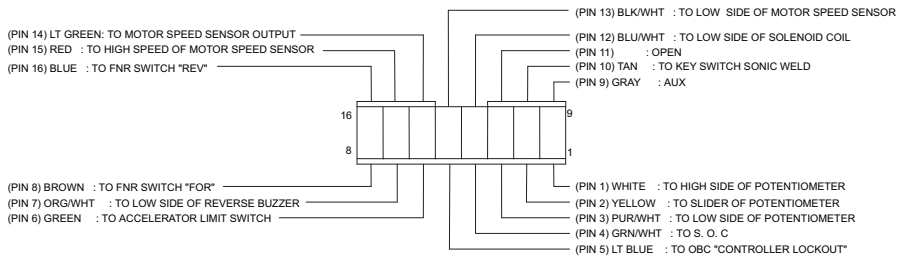 (PIN 13) BLK/WHT : TO LOW SIDE OF MOTOR SPEED SENSOR
(PIN 14) LT GREEN: TO MOTOR SPEED SENSOR OUTPUT
(PIN 12) BLU/WHT : TO LOW SIDE OF SOLENOID COIL
(PIN 15) RED : TO HIGH SPEED OF MOTOR SPEED SENSOR
(PIN 11) : OPEN
(PIN 16) BLUE : TO FNR SWITCH "REV"
(PIN 10) TAN : TO KEY SWITCH SONIC WELD
(PIN 9) GRAY : AUX
16
9
8
1
(PIN 8) BROWN : TO FNR SWITCH "FOR"
(PIN 1) WHITE : TO HIGH SIDE OF POTENTIOMETER
(PIN 7) ORG/WHT : TO LOW SIDE OF REVERSE BUZZER
(PIN 2) YELLOW : TO SLIDER OF POTENTIOMETER
(PIN 6) GREEN : TO ACCELERATOR LIMIT SWITCH
(PIN 3) PUR/WHT : TO LOW SIDE OF POTENTIOMETER
(PIN 4) GRN/WHT : TO S. O. C
(PIN 5) LT BLUE : TO OBC "CONTROLLER LOCKOUT"